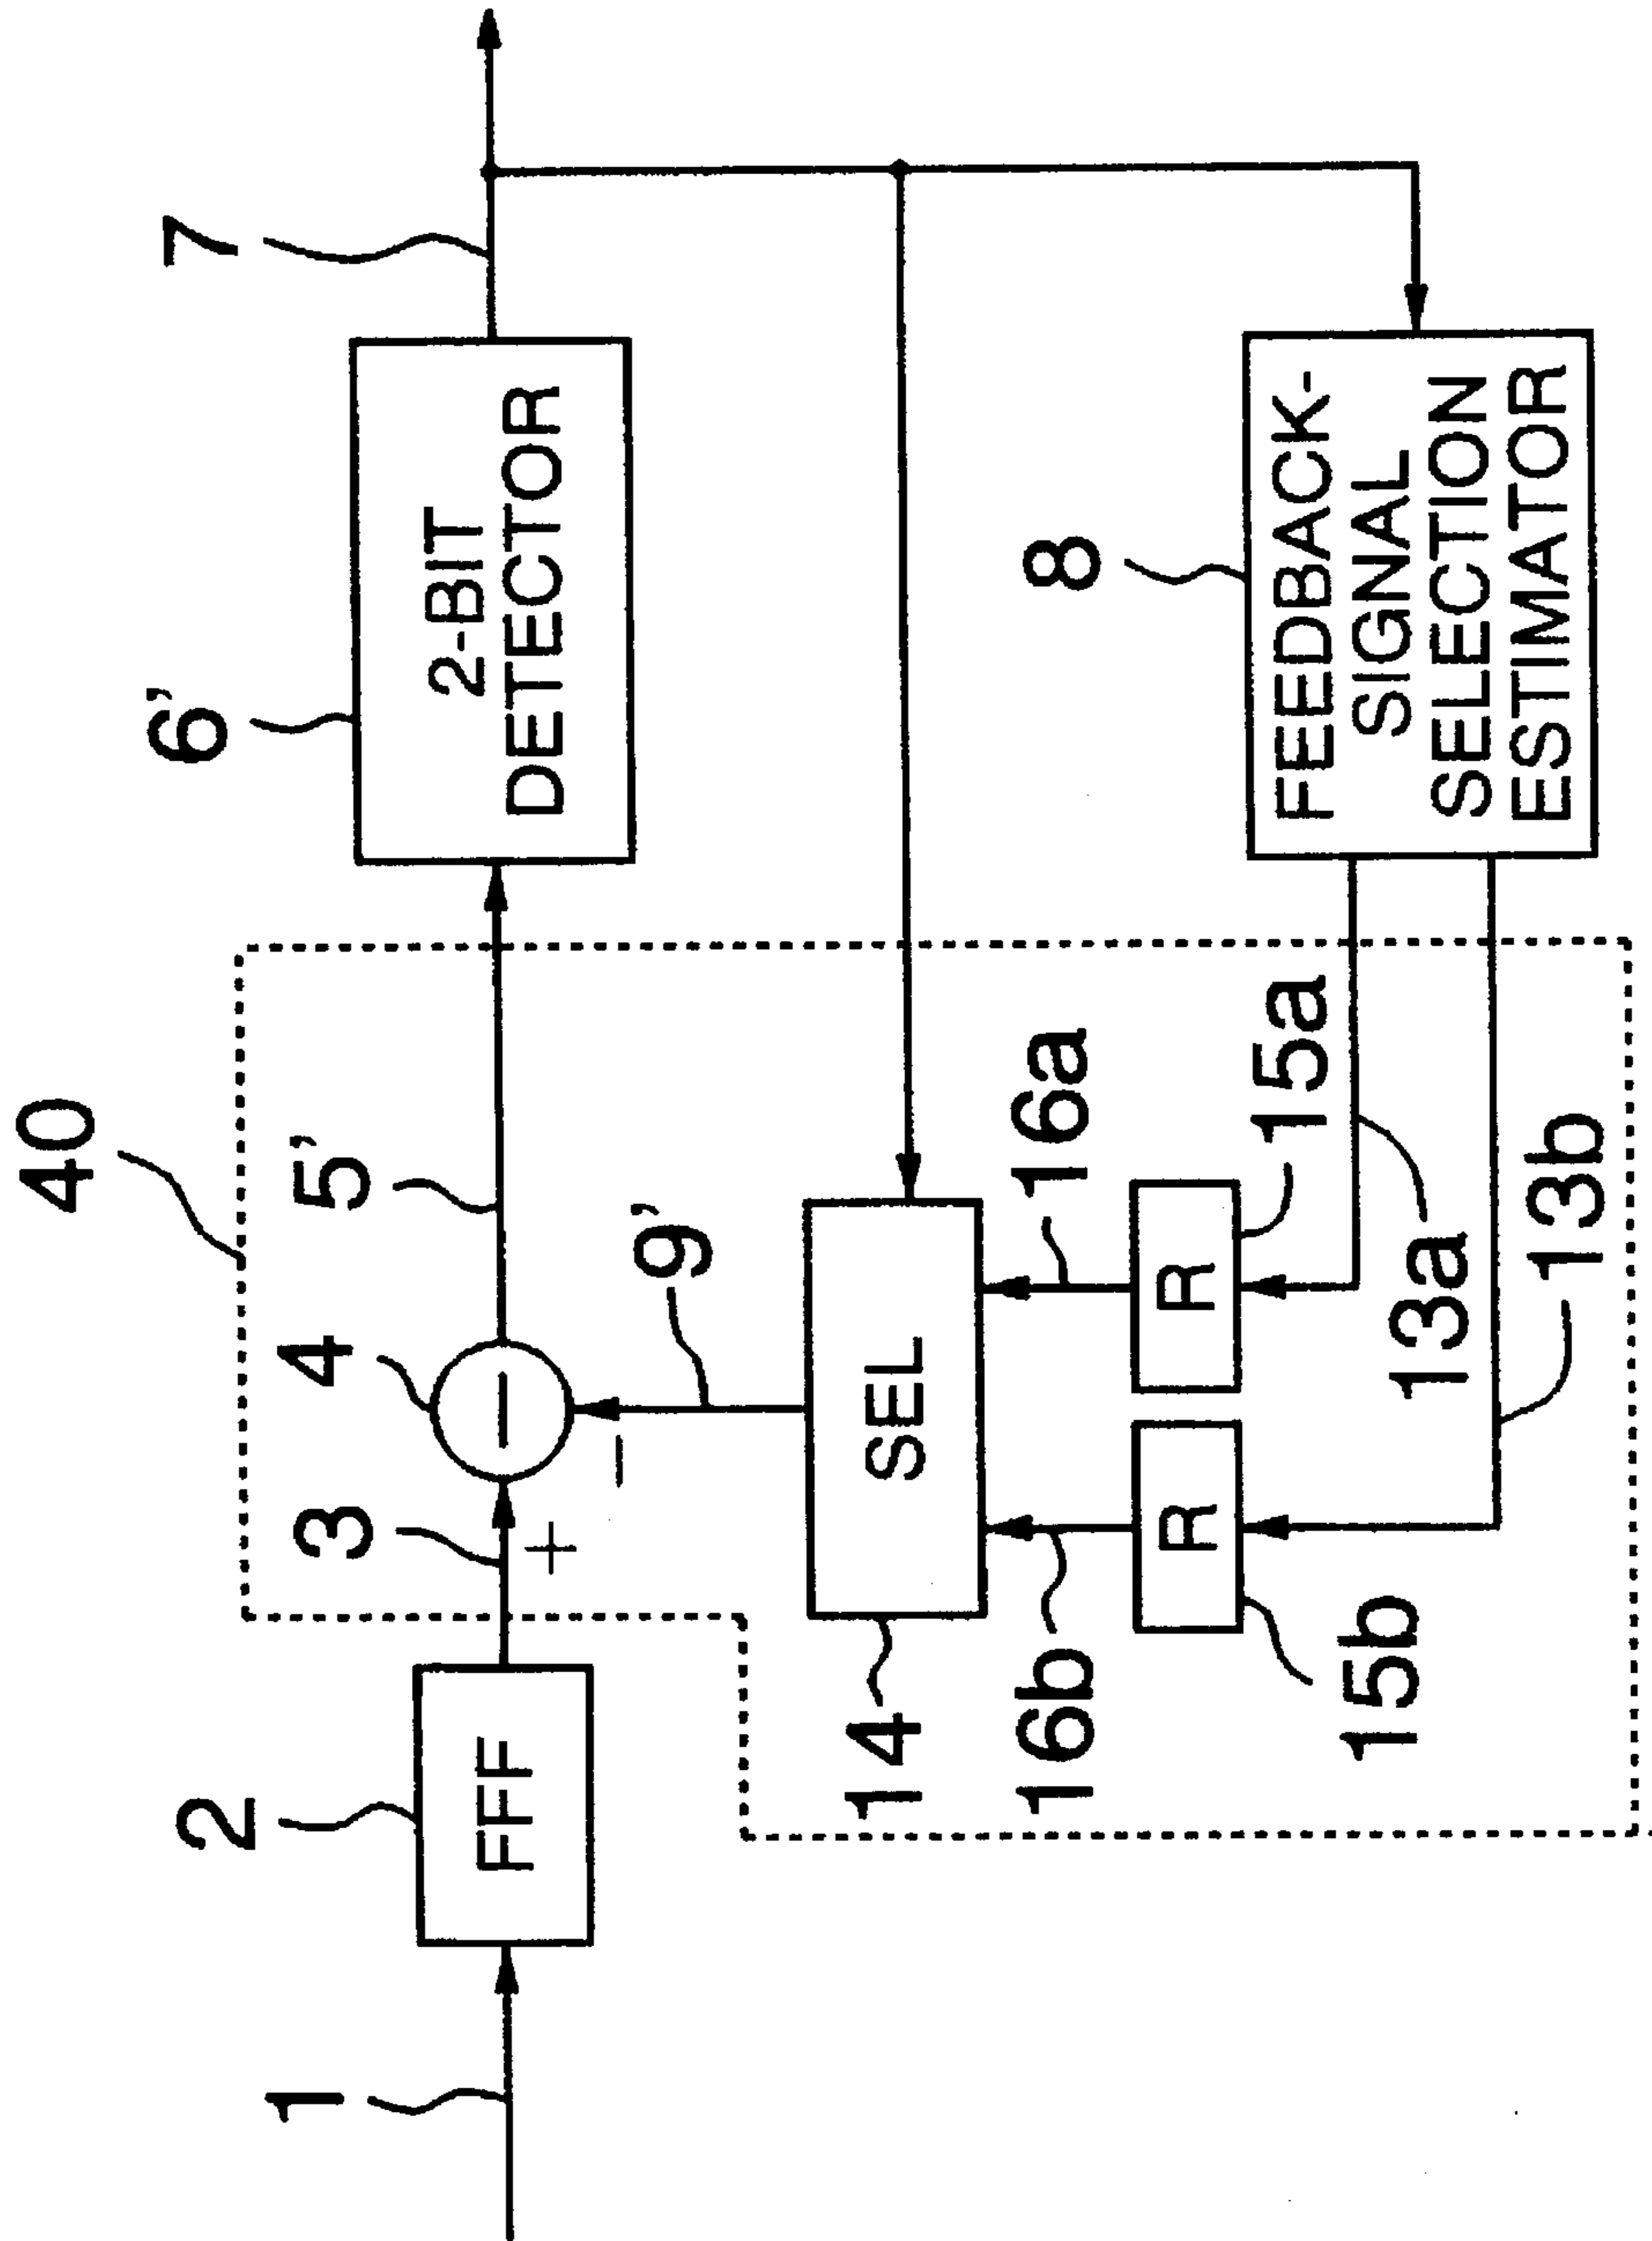 40
1
2
FFF
3
+
4
−
5’
6’
2-BIT
DETECTOR
7
−
9’
14
SEL
16b
16a
15b
R
R
15a
13a
13b
8
FEEDBACK-
SIGNAL
SELECTION
ESTIMATOR